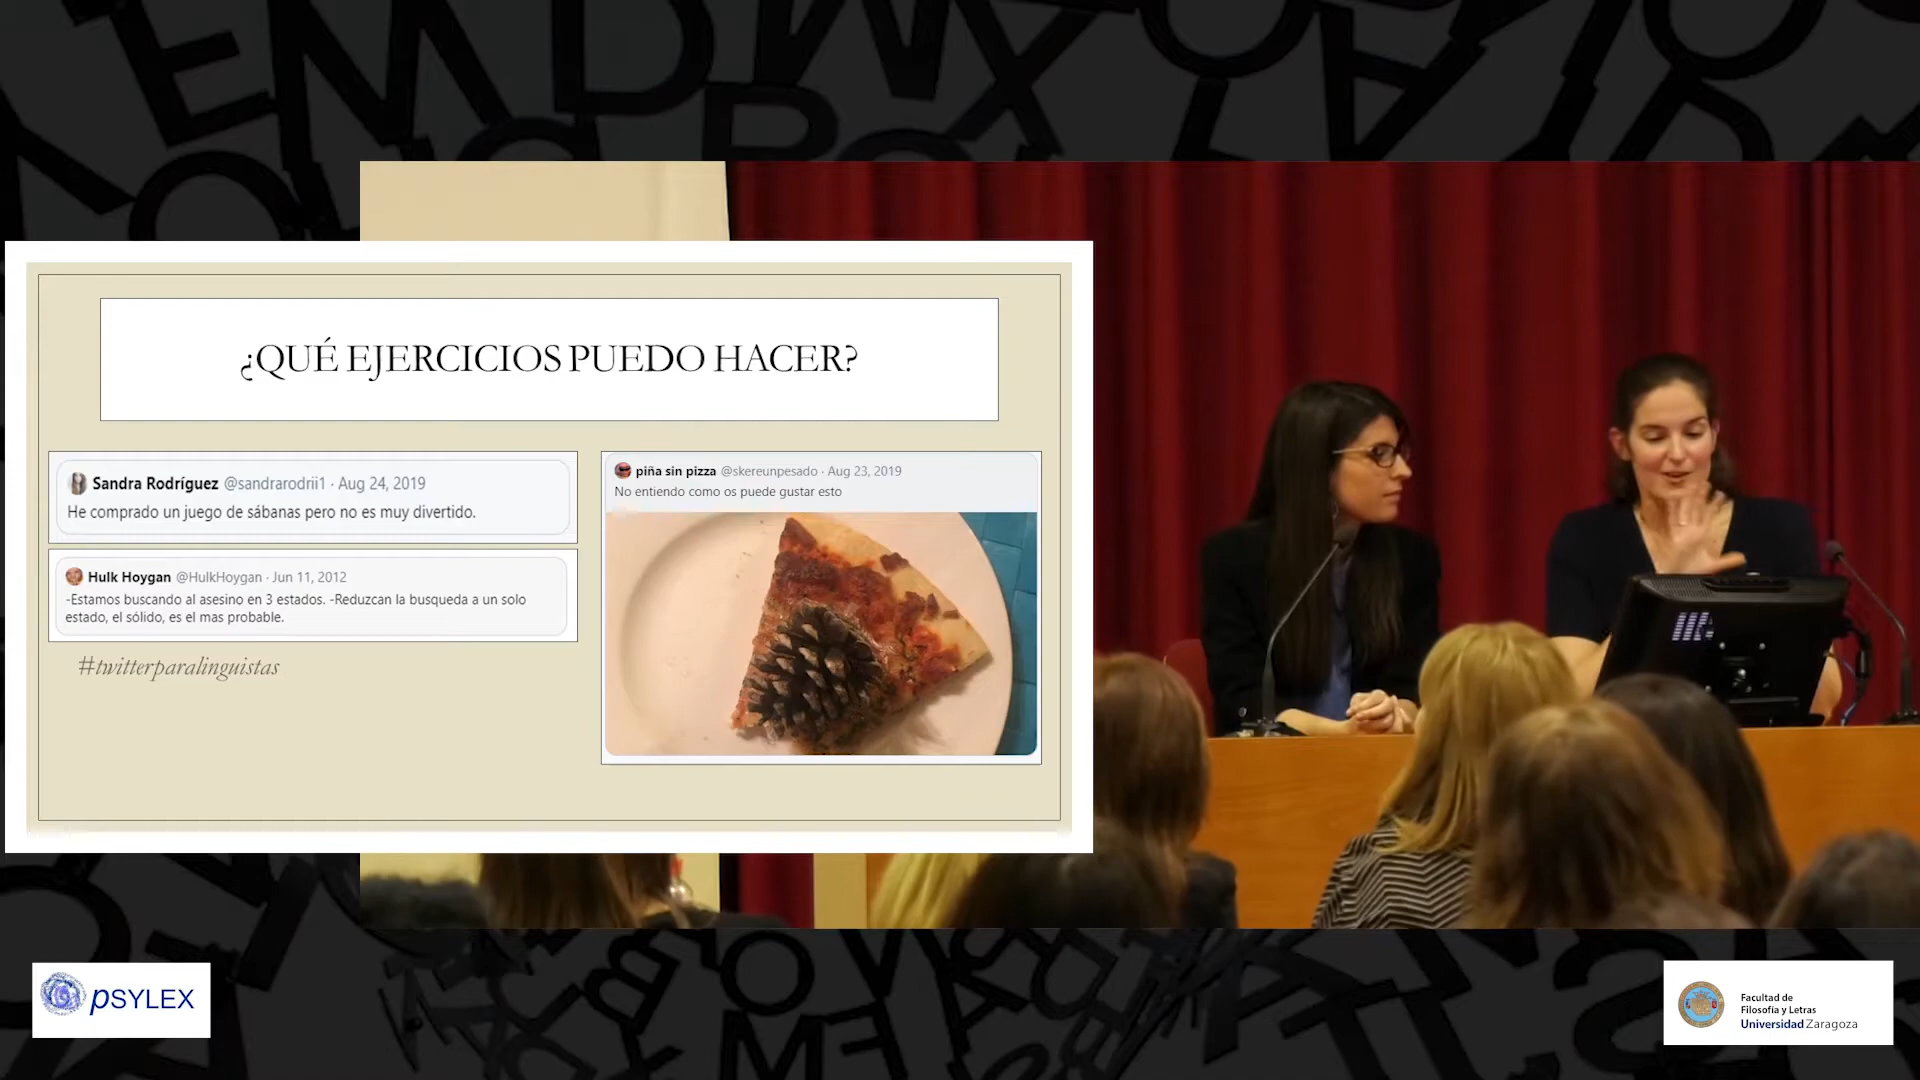 ¿QUÉ EJERCICIOS PUEDO HACER?
Sandra Rodríguez @sandrarodrii1 · Aug 24, 2019
He comprado un juego de sábanas pero no es muy divertido.
Hulk Hoygan @HulkHoygan · Jun 11, 2012
-Estamos buscando al asesino en 3 estados. -Reduzcan la busqueda a un solo
estado, el sólido, es el mas probable.
#twitterparalinguistas
piña sin pizza @skereunpesado · Aug 23, 2019
No entiendo como os puede gustar esto
PSYLEX
Facultad de
Filosofía y Letras
Universidad Zaragoza